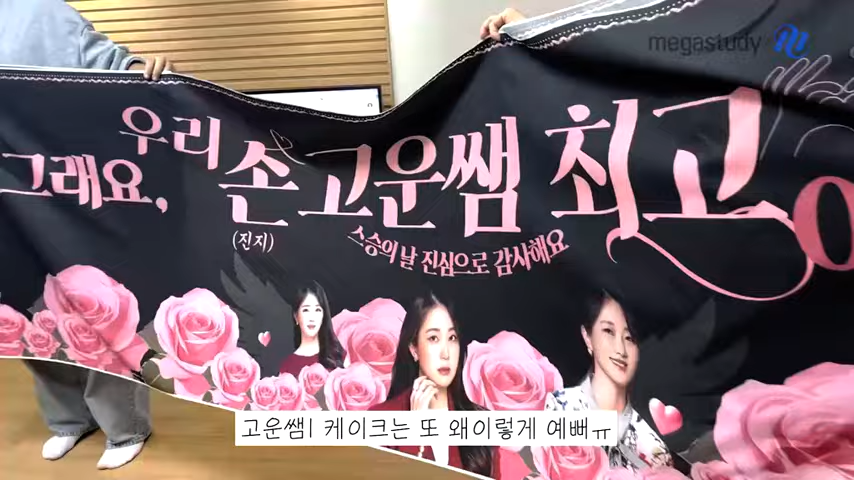 megastudy
그래요,
우리
손고운쌤 최고
(진지)
스승의 날 진심으로 감사해요
고운쌤ㅣ 케이크는 또 왜이렇게 예뻐ㅠ